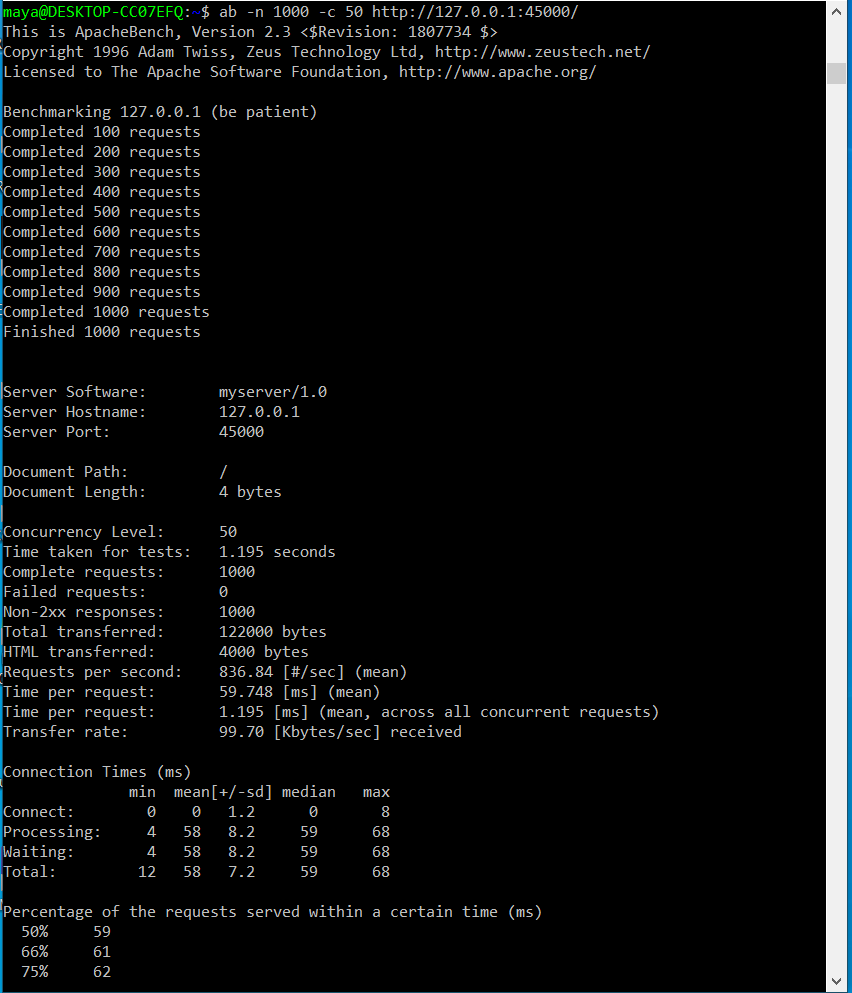 maya@DESKTOP-CC07EFQ:~$ ab -n 1000 -c 50 http://127.0.0.1:45000/
This is ApacheBench, Version 2.3 <$Revision: 1807734 $>
Copyright 1996 Adam Twiss, Zeus Technology Ltd, http://www.zeustech.net/
Licensed to The Apache Software Foundation, http://www.apache.org/

Benchmarking 127.0.0.1 (be patient)
Completed 100 requests
Completed 200 requests
Completed 300 requests
Completed 400 requests
Completed 500 requests
Completed 600 requests
Completed 700 requests
Completed 800 requests
Completed 900 requests
Completed 1000 requests
Finished 1000 requests

Server Software:        myserver/1.0
Server Hostname:        127.0.0.1
Server Port:            45000

Document Path:          /
Document Length:        4 bytes

Concurrency Level:      50
Time taken for tests:   1.195 seconds
Complete requests:      1000
Failed requests:        0
Non-2xx responses:      1000
Total transferred:      122000 bytes
HTML transferred:       4000 bytes
Requests per second:    836.84 [#/sec] (mean)
Time per request:       59.748 [ms] (mean)
Time per request:       1.195 [ms] (mean, across all concurrent requests)
Transfer rate:          99.70 [Kbytes/sec] received

Connection Times (ms)
              min  mean[+/-sd] median   max
Connect:        0    0   1.2      0       8
Processing:     4   58   8.2     59      68
Waiting:        4   58   8.2     59      68
Total:         12   58   7.2     59      68

Percentage of the requests served within a certain time (ms)
  50%     59
  66%     61
  75%     62